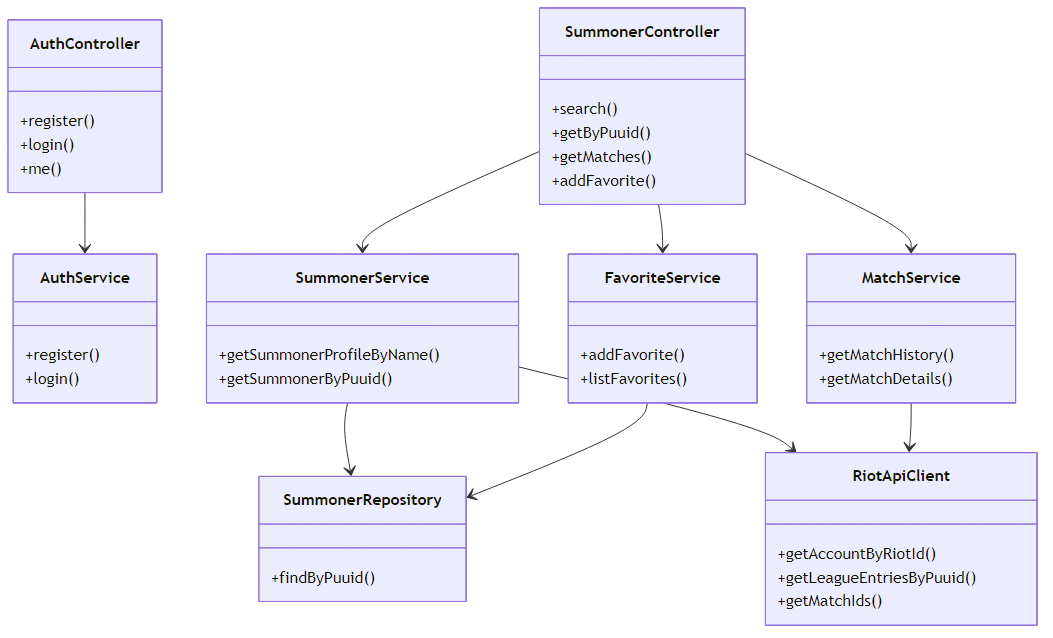 AuthController
+register()
+login()
+me()
SummonerController
+search()
+getByPuuid()
+getMatches()
+addFavorite()
AuthService
+register()
+login()
SummonerService
+getSummonerProfileByName()
+getSummonerByPuuid()
FavoriteService
+addFavorite()
+listFavorites()
MatchService
+getMatchHistory()
+getMatchDetails()
SummonerRepository
+findByPuuid()
RiotApiClient
+getAccountByRiotId()
+getLeagueEntriesByPuuid()
+getMatchIds()